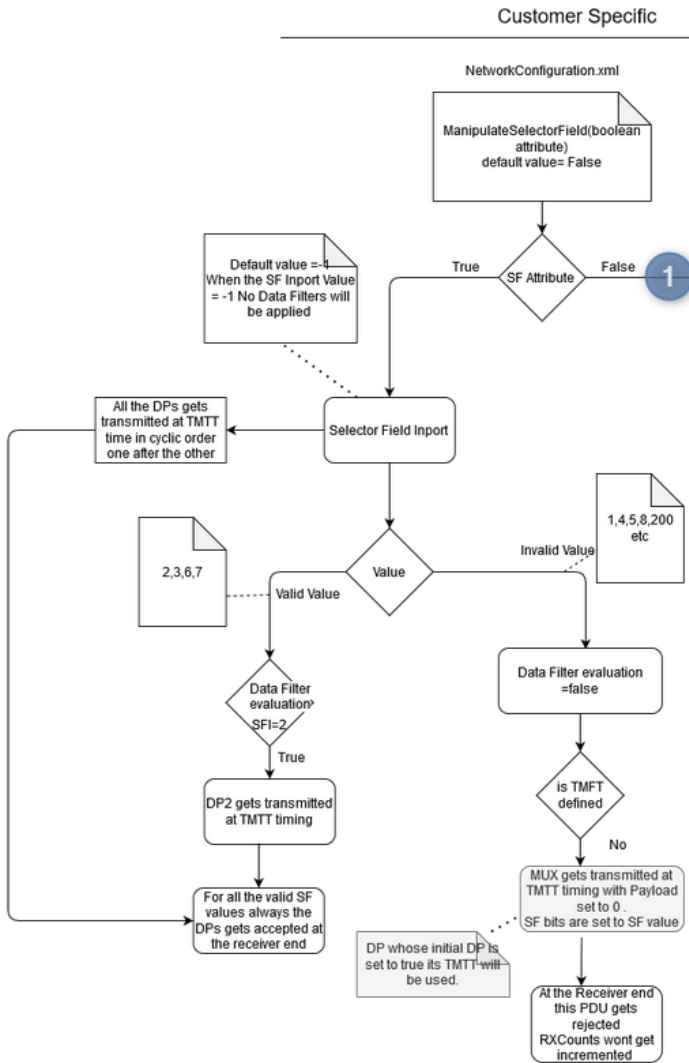 Customer Specific
NetworkConfiguration.xml
ManipulateSelectorField(boolean
attribute)
default value= False
Default value =-1
When the SF Inport Value
= -1 No Data Filters will
be applied
True
SF Attribute
False
1
All the DPs gets
transmitted at TMTT
time in cyclic order
one after the other
Selector Field Inport
1,4,5,8,200
etc
Invalid Value
2,3,6,7
Value
Valid Value
Data Filter
evaluation
SFI=2
Data Filter evaluation
=false
True
is TMFT
defined
DP2 gets transmitted
at TMTT timing
No
For all the valid SF
values always the
DPs gets accepted at
the receiver end
MUX gets transmitted at
TMTT timing with Payload
set to 0 .
SF bits are set to SF value
DP whose initial DP is
set to true its TMTT will
be used.
At the Receiver end
this PDU gets
rejected
RXCounts wont get
incremented